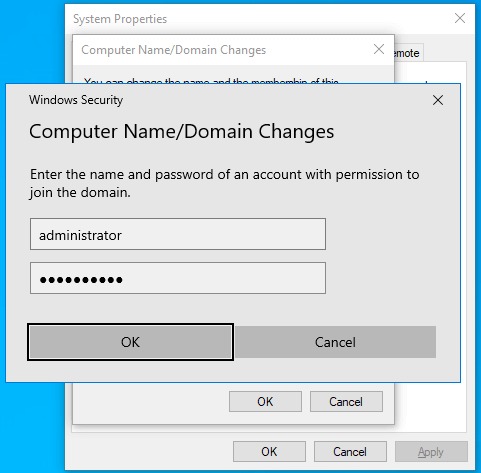 System Properties
Computer Name/Domain Changes
emote
You can change the name and the membership of this
Windows Security
Computer Name/Domain Changes
Enter the name and password of an account with permission to
join the domain.
administrator
●●●●●●●●●●
OK Cancel
OK Cancel
OK Cancel Apply